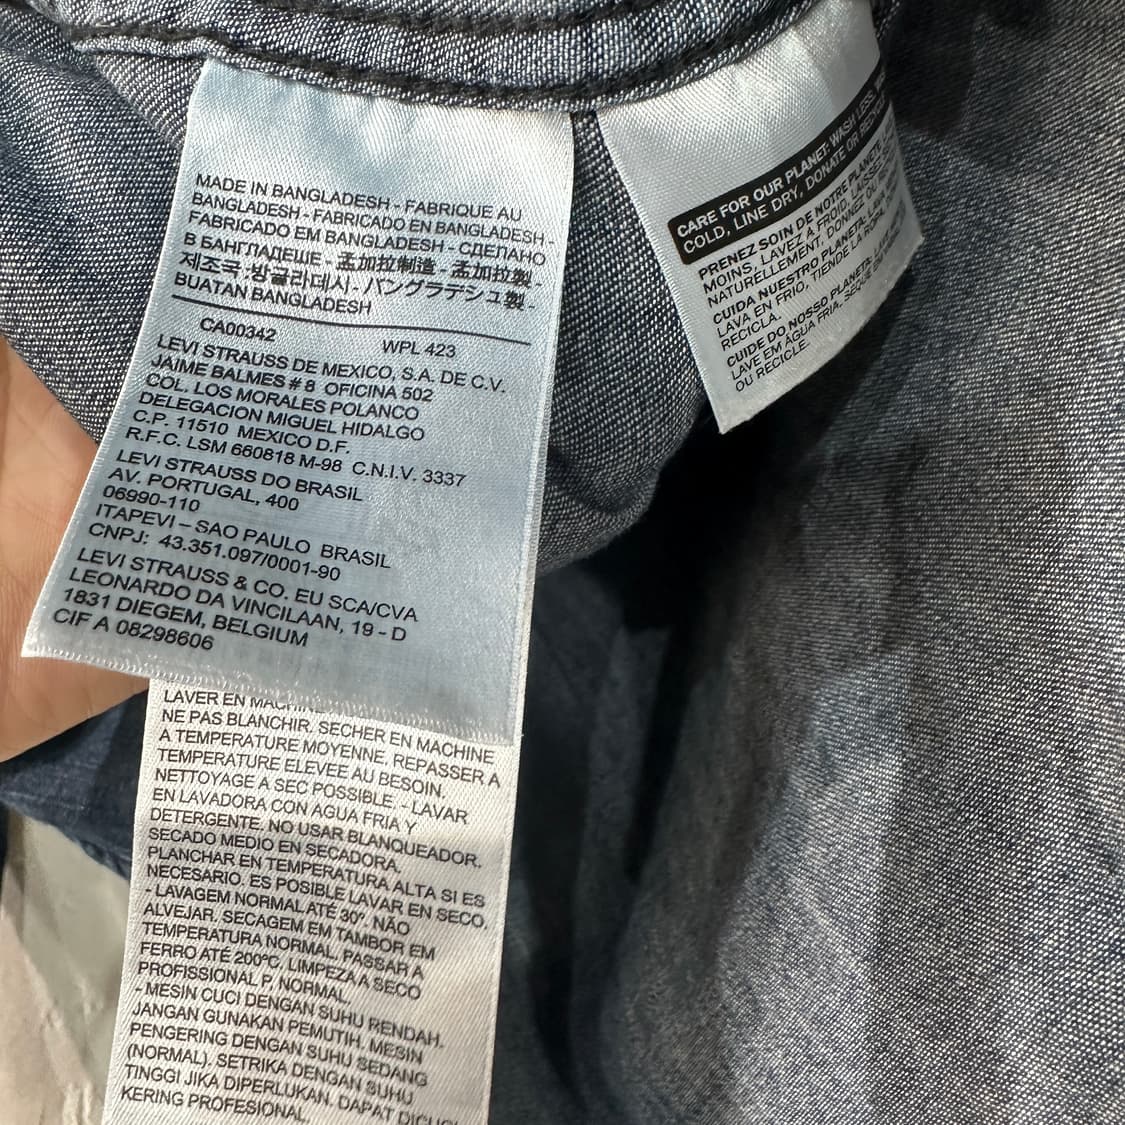 MADE IN BANGLADESH - FABRIQUE AU
BANGLADESH - FABRICADO EN BANGLADESH -
FABRICADO EM BANGLADESH - СДЕЛАНО
В БАНГЛАДЕШЕ - 孟加拉制造 - 孟加拉製 -
제조국 :방글라데시 - バングラデシュ製 -
BUATAN BANGLADESH
CA00342 WPL 423
LEVI STRAUSS DE MEXICO, S.A. DE C.V.
JAIME BALMES # 8 OFICINA 502
COL. LOS MORALES POLANCO
DELEGACION MIGUEL HIDALGO
C.P. 11510 MEXICO D.F.
R.F.C. LSM 660818 M-98 C.N.I.V. 3337
LEVI STRAUSS DO BRASIL
AV. PORTUGAL, 400
06990-110
ITAPEVI – SAO PAULO BRASIL
CNPJ: 43.351.097/0001-90
LEVI STRAUSS & CO. EU SCA/CVA
LEONARDO DA VINCILAAN, 19 - D
1831 DIEGEM, BELGIUM
CIF A 08298606
LAVER EN
NE PAS BLANCHIR. SECHER EN MACHINE
A TEMPERATURE MOYENNE. REPASSER A
TEMPERATURE ELEVEE AU BESOIN.
NETTOYAGE A SEC POSSIBLE. - LAVAR
EN LAVADORA CON AGUA FRIA Y
DETERGENTE. NO USAR BLANQUEADOR.
SECADO MEDIO EN SECADORA.
PLANCHAR EN TEMPERATURA ALTA SI ES
NECESARIO. ES POSIBLE LAVAR EN SECO.
- LAVAGEM NORMAL ATÉ 30º. NÃO
ALVEJAR. SECAGEM EM TAMBOR EM
TEMPERATURA NORMAL. PASSAR A
FERRO ATÉ 200ºC. LIMPEZA A SECO
PROFISSIONAL P. NORMAL.
- MESIN CUCI DENGAN SUHU RENDAH.
JANGAN GUNAKAN PEMUTIH. MESIN
PENGERING DENGAN SUHU SEDANG
(NORMAL). SETRIKA DENGAN SUHU
TINGGI JIKA DIPERLUKAN. DAPAT
KERING PROFESIONAL.
CARE FOR OUR PLANET: WASH LESS,
COLD, LINE DRY, DONATE OR
PRENEZ SOIN DE NOTRE PLANETE
MOINS, LAVEZ A FROID,
NATURELLEMENT, DONNEZ OU
CUIDA NUESTRO PLANETA
LAVA EN FRIO, TIENDE LA ROPA,
RECICLA.
CUIDE DO NOSSO PLANETA
LAVE EM AGUA FRIA,
OU RECICLE.